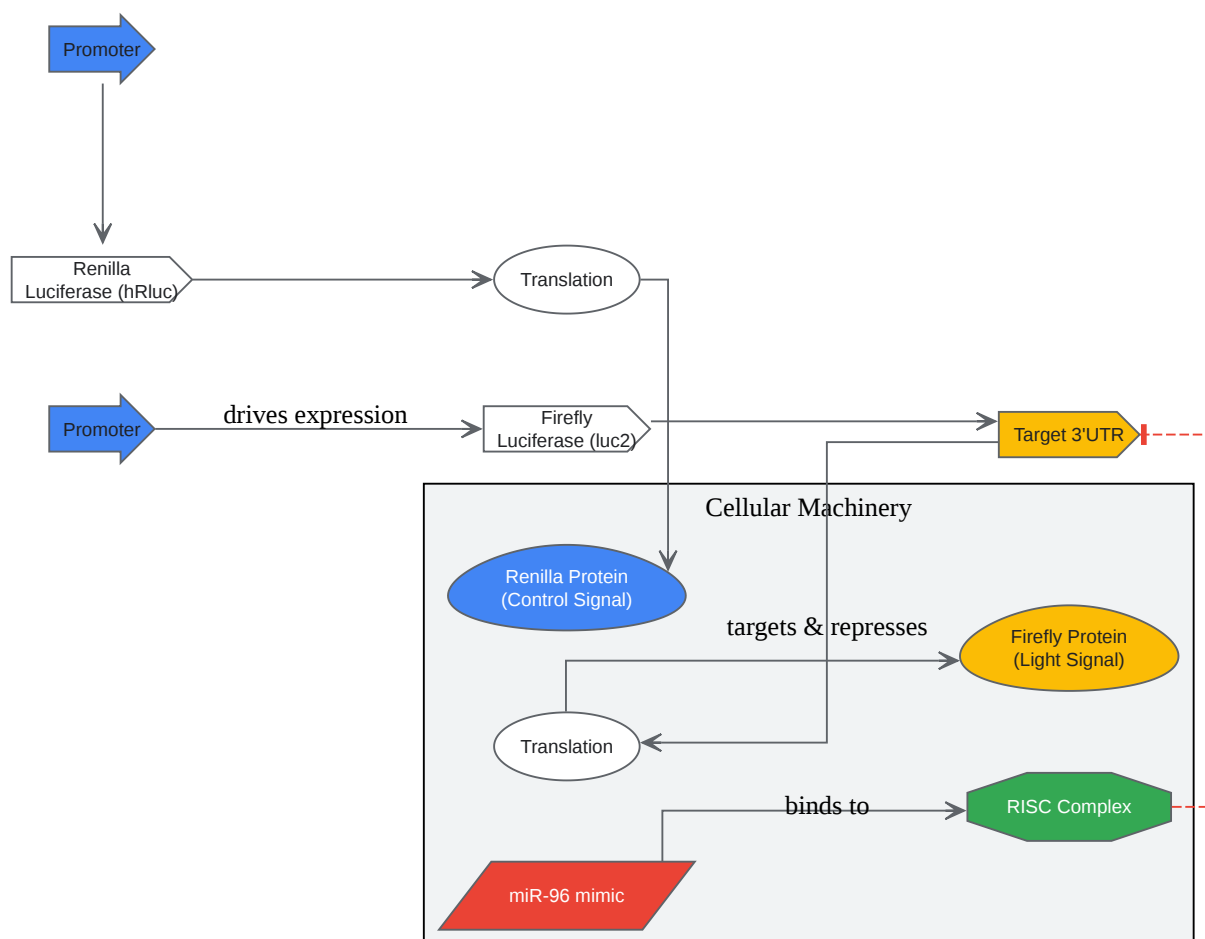 Promoter
Renilla
Luciferase (hRluc)
Translation
Promoter
drives expression
Firefly
Luciferase (luc2)
Target 3'UTR
Cellular Machinery
Renilla Protein
(Control Signal)
targets & represses
Firefly Protein
(Light Signal)
Translation
binds to
RISC Complex
miR-96 mimic